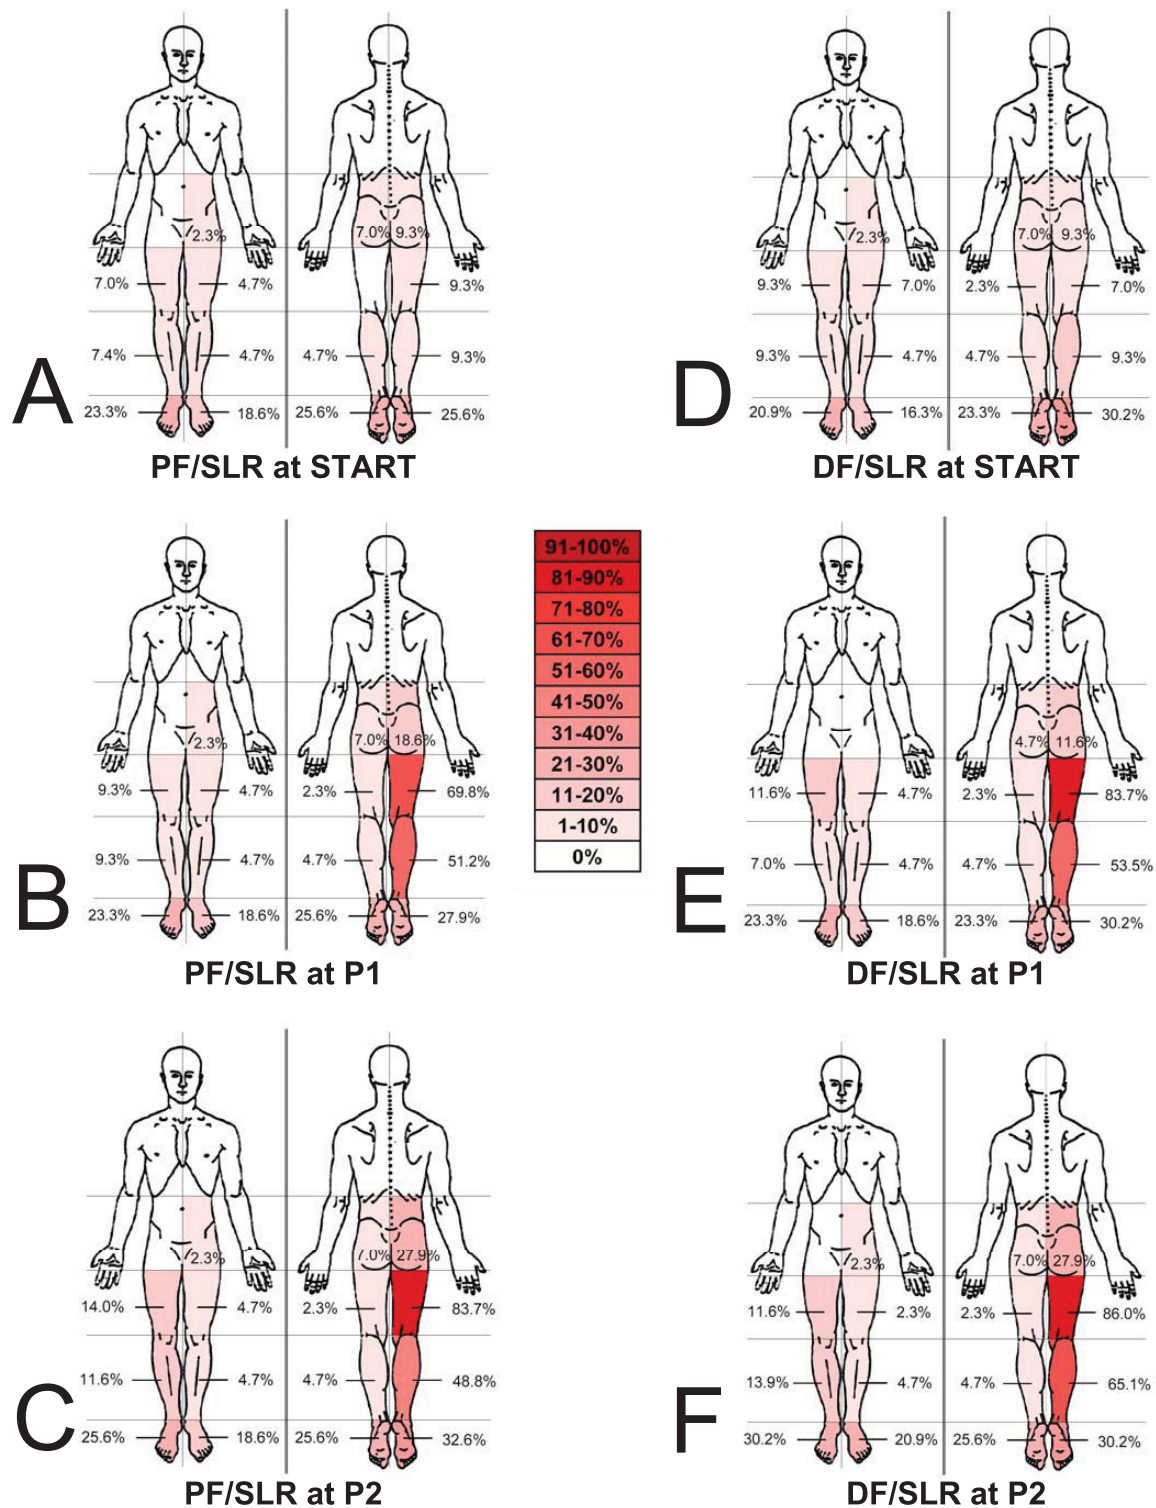 2.3%
7.0% 9.3%
7.0% 4.7% 9.3%
7.4% 4.7% 4.7% 9.3%
23.3% 18.6% 25.6% 25.6%
A
PF/SLR at START
2.3%
7.0% 9.3%
9.3% 7.0% 2.3% 7.0%
9.3% 4.7% 4.7% 9.3%
20.9% 16.3% 23.3% 30.2%
D
DF/SLR at START
2.3%
7.0% 18.6%
9.3% 4.7% 2.3% 69.8%
9.3% 4.7% 4.7% 51.2%
23.3% 18.6% 25.6% 27.9%
B
PF/SLR at P1
91-100%
81-90%
71-80%
61-70%
51-60%
41-50%
31-40%
21-30%
11-20%
1-10%
0%
4.7% 11.6%
11.6% 4.7% 2.3% 83.7%
7.0% 4.7% 4.7% 53.5%
23.3% 18.6% 23.3% 30.2%
E
DF/SLR at P1
2.3%
7.0% 27.9%
14.0% 4.7% 2.3% 83.7%
11.6% 4.7% 4.7% 48.8%
25.6% 18.6% 25.6% 32.6%
C
PF/SLR at P2
2.3%
7.0% 27.9%
11.6% 2.3% 2.3% 86.0%
13.9% 4.7% 4.7% 65.1%
30.2% 20.9% 25.6% 30.2%
F
DF/SLR at P2